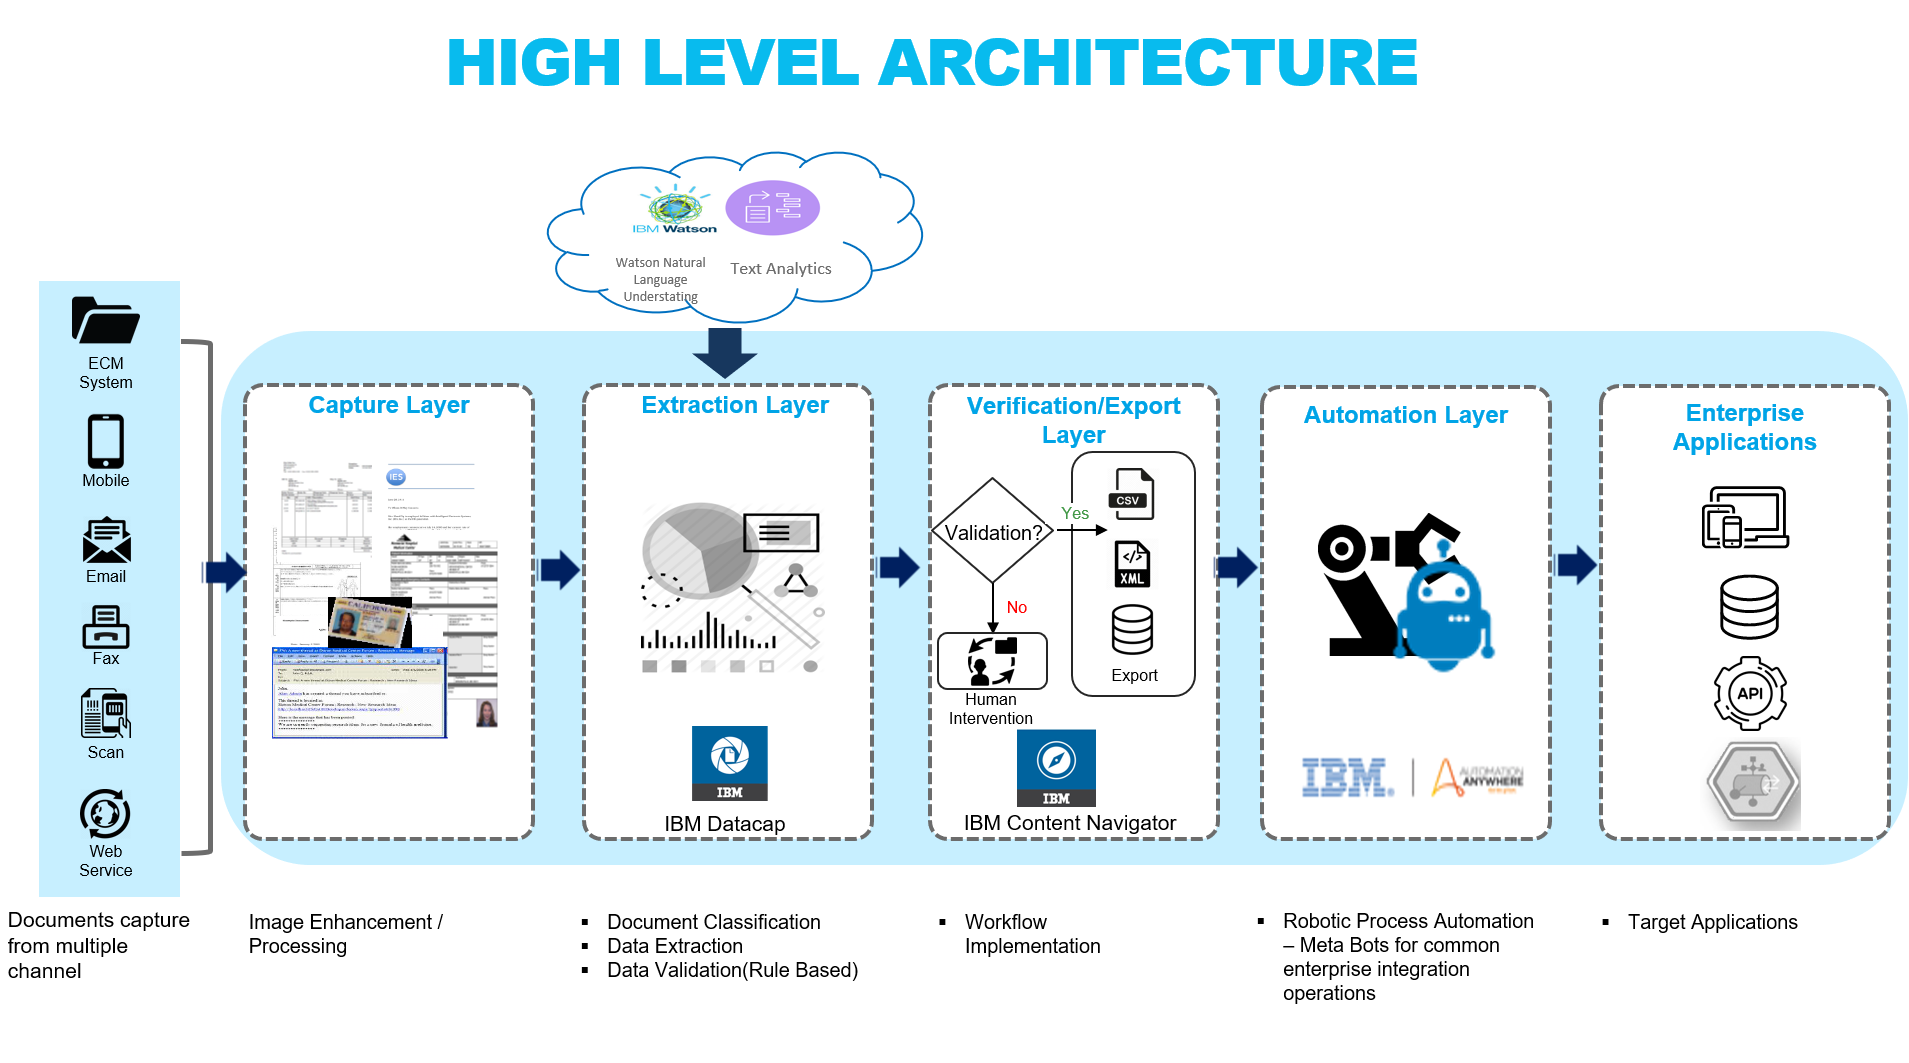 HIGH LEVEL ARCHITECTURE
IBM Watson
Watson Natural
Language
Understating
Text Analytics
ECM
System
Mobile
Email
Fax
Scan
Web
Service
Documents capture
from multiple
channel
Capture Layer
IES
CALIFORNIA
Image Enhancement /
Processing
Extraction Layer
IBM
IBM Datacap
▪ Document Classification
▪ Data Extraction
▪ Data Validation(Rule Based)
Verification/Export
Layer
Validation?
Yes
No
CSV
</>
XML
Export
Human
Intervention
IBM
IBM Content Navigator
▪ Workflow
Implementation
Automation Layer
IBM.
AUTOMATION
ANYWHERE
▪ Robotic Process Automation
– Meta Bots for common
enterprise integration
operations
Enterprise
Applications
API
▪ Target Applications